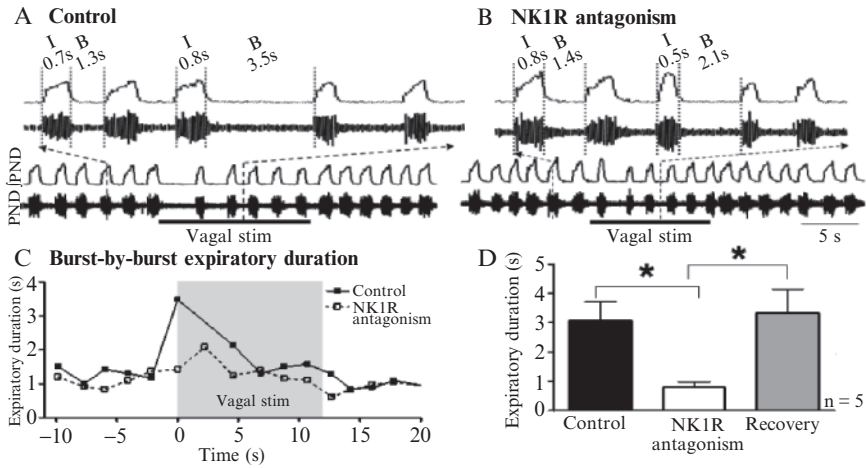 A Control
I B I B
0.7s 1.3s 0.8s 3.5s
PND ∫PND
Vagal stim
B NK1R antagonism
I B I B
0.8s 1.4s 0.5s 2.1s
Vagal stim
5 s
C Burst-by-burst expiratory duration
Expiratory duration (s)
4
3
2
1
0
Control
NK1R
antagonism
Vagal stim
−10 −5 0 5 10 15 20
Time (s)
D
Expiratory duration (s)
5
4
3
2
1
0
* *
n = 5
Control NK1R Recovery
antagonism